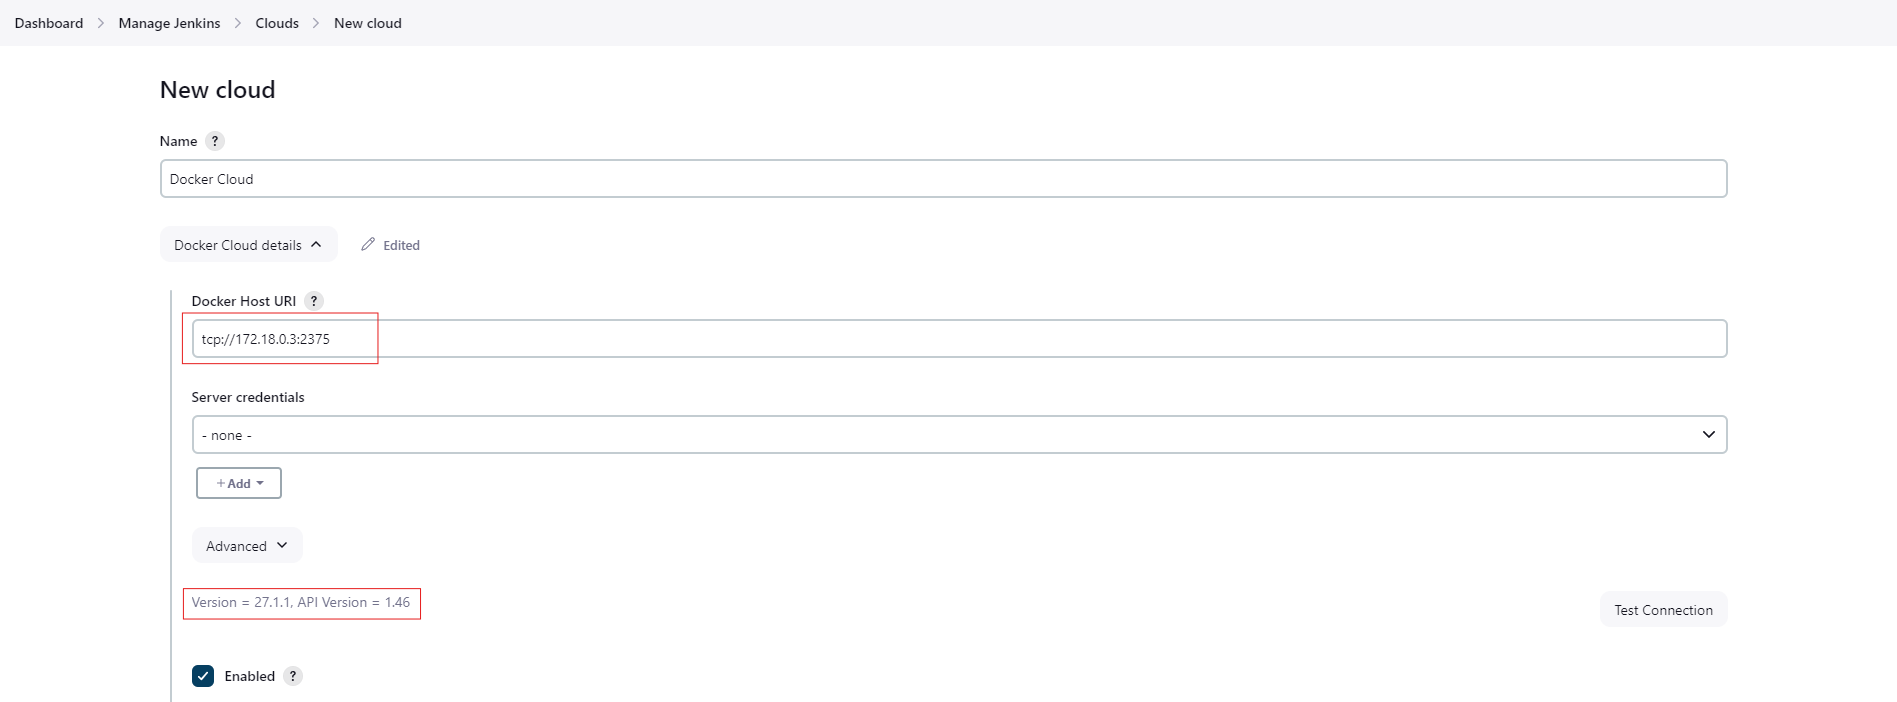 Dashboard > Manage Jenkins > Clouds > New cloud
New cloud
Name ?
Docker Cloud
Docker Cloud details Edited
Docker Host URI ?
tcp://172.18.0.3:2375
Server credentials
- none -
+ Add
Advanced
Version = 27.1.1, API Version = 1.46
Test Connection
Enabled ?